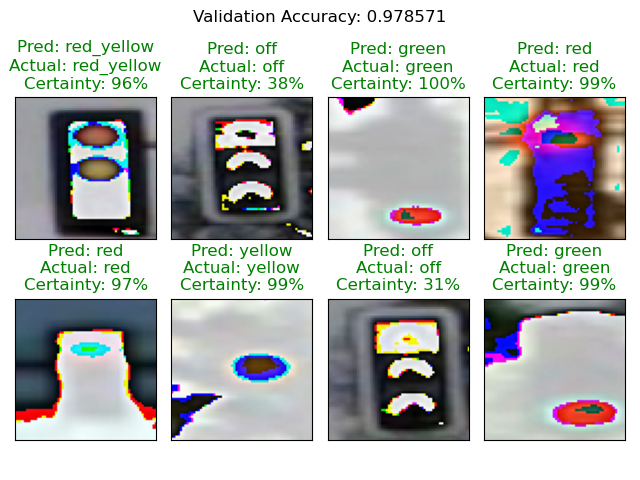 Validation Accuracy: 0.978571
Pred: red_yellow
Actual: red_yellow
Certainty: 96%
Pred: off
Actual: off
Certainty: 38%
Pred: green
Actual: green
Certainty: 100%
Pred: red
Actual: red
Certainty: 99%
Pred: red
Actual: red
Certainty: 97%
Pred: yellow
Actual: yellow
Certainty: 99%
Pred: off
Actual: off
Certainty: 31%
Pred: green
Actual: green
Certainty: 99%